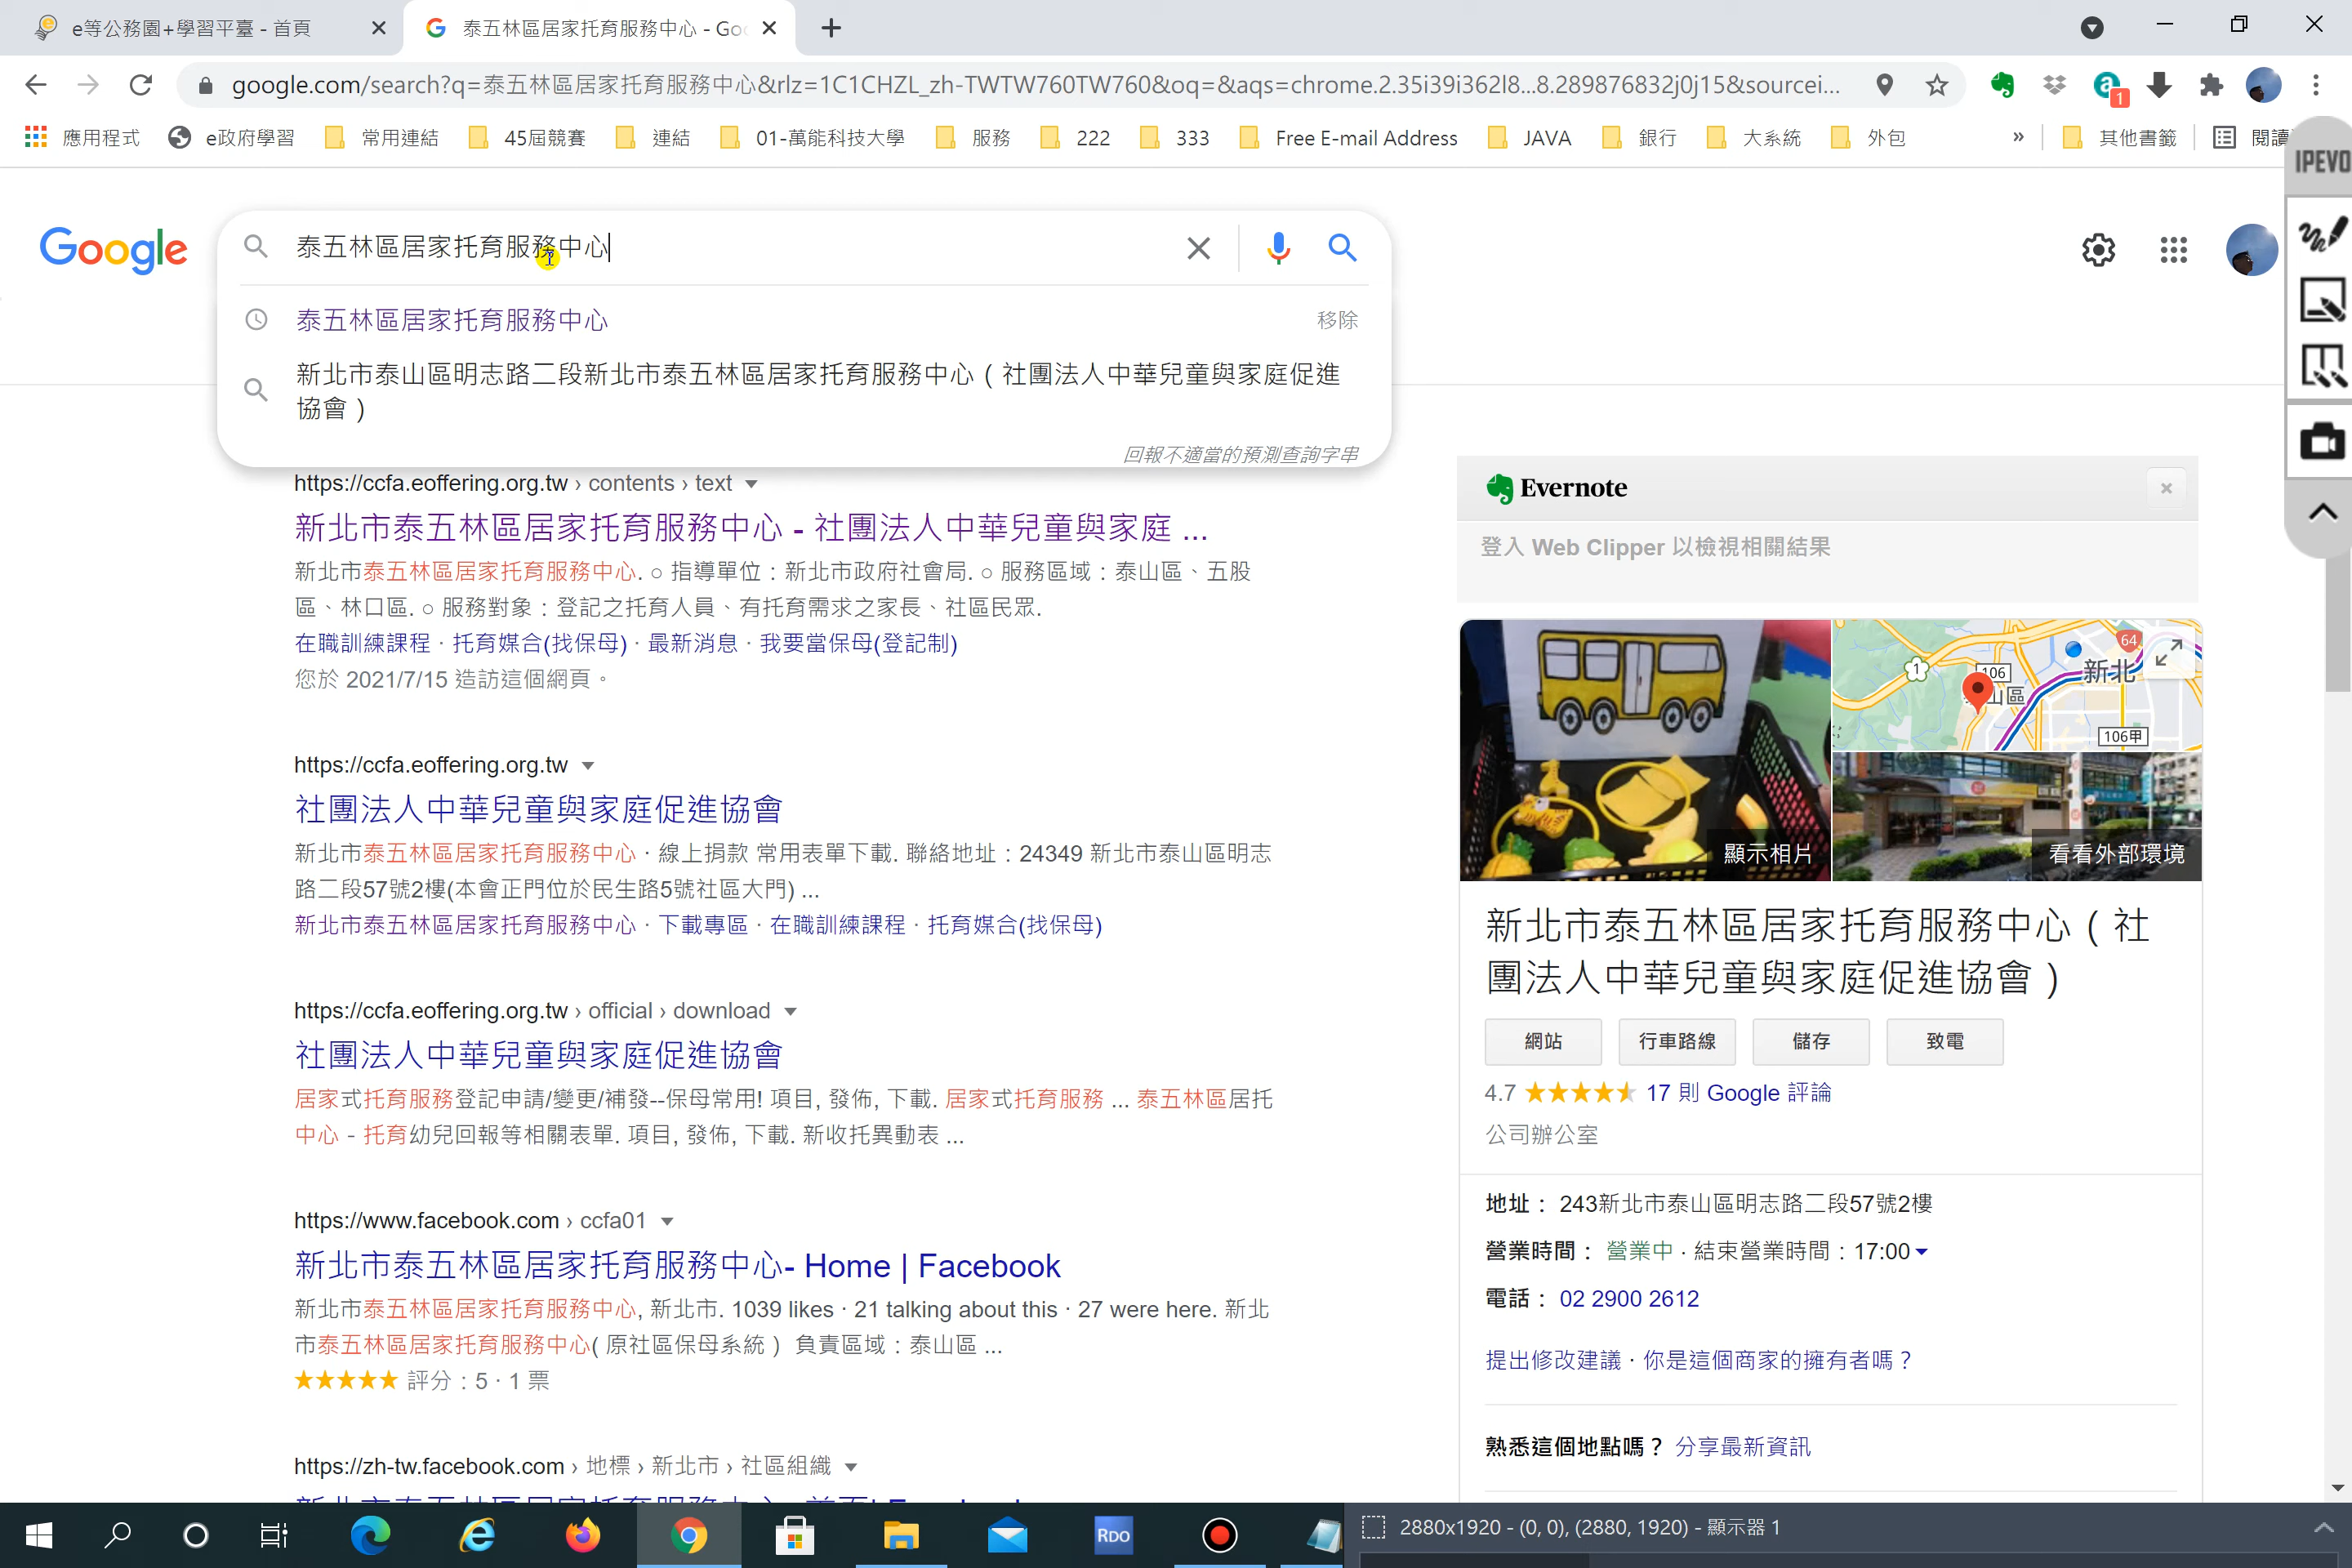 e等公務園+學習平臺 - 首頁
泰五林區居家托育服務中心 - Goo
google.com/search?q=泰五林區居家托育服務中心&rlz=1C1CHZL_zh-TWTW760TW760&oq=&aqs=chrome.2.35i39i362l8...8.289876832j0j15&sourcei...
1
應用程式
e政府學習
常用連結
45屆競賽
連結
01-萬能科技大學
服務
222
333
Free E-mail Address
JAVA
銀行
大系統
外包
»
其他書籤
閱讀
IPEVO
Google
泰五林區居家托育服務中心
泰五林區居家托育服務中心
移除
新北市泰山區明志路二段新北市泰五林區居家托育服務中心（社團法人中華兒童與家庭促進
協會）
回報不適當的預測查詢字串
https://ccfa.eoffering.org.tw › contents › text
新北市泰五林區居家托育服務中心 - 社團法人中華兒童與家庭 ...
新北市泰五林區居家托育服務中心. ○ 指導單位：新北市政府社會局. ○ 服務區域：泰山區、五股
區、林口區. ○ 服務對象：登記之托育人員、有托育需求之家長、社區民眾.
在職訓練課程 · 托育媒合(找保母) · 最新消息 · 我要當保母(登記制)
您於 2021/7/15 造訪這個網頁。
https://ccfa.eoffering.org.tw
社團法人中華兒童與家庭促進協會
新北市泰五林區居家托育服務中心 · 線上捐款 常用表單下載. 聯絡地址：24349 新北市泰山區明志
路二段57號2樓(本會正門位於民生路5號社區大門) ...
新北市泰五林區居家托育服務中心 · 下載專區 · 在職訓練課程 · 托育媒合(找保母)
https://ccfa.eoffering.org.tw › official › download
社團法人中華兒童與家庭促進協會
居家式托育服務登記申請/變更/補發--保母常用! 項目, 發佈, 下載. 居家式托育服務 ... 泰五林區居托
中心 - 托育幼兒回報等相關表單. 項目, 發佈, 下載. 新收托異動表 ...
https://www.facebook.com › ccfa01
新北市泰五林區居家托育服務中心- Home | Facebook
新北市泰五林區居家托育服務中心, 新北市. 1039 likes · 21 talking about this · 27 were here. 新北
市泰五林區居家托育服務中心( 原社區保母系統 ） 負責區域：泰山區 ...
評分：5 · 1 票
https://zh-tw.facebook.com › 地標 › 新北市 › 社區組織
Evernote
登入 Web Clipper 以檢視相關結果
64
1
106
新北
山區
106甲
顯示相片
看看外部環境
新北市泰五林區居家托育服務中心（社
團法人中華兒童與家庭促進協會）
網站
行車路線
儲存
致電
4.7
17 則 Google 評論
公司辦公室
地址： 243新北市泰山區明志路二段57號2樓
營業時間： 營業中 · 結束營業時間：17:00
電話： 02 2900 2612
提出修改建議 · 你是這個商家的擁有者嗎？
熟悉這個地點嗎？ 分享最新資訊
RDO
2880x1920 - (0, 0), (2880, 1920) - 顯示器 1